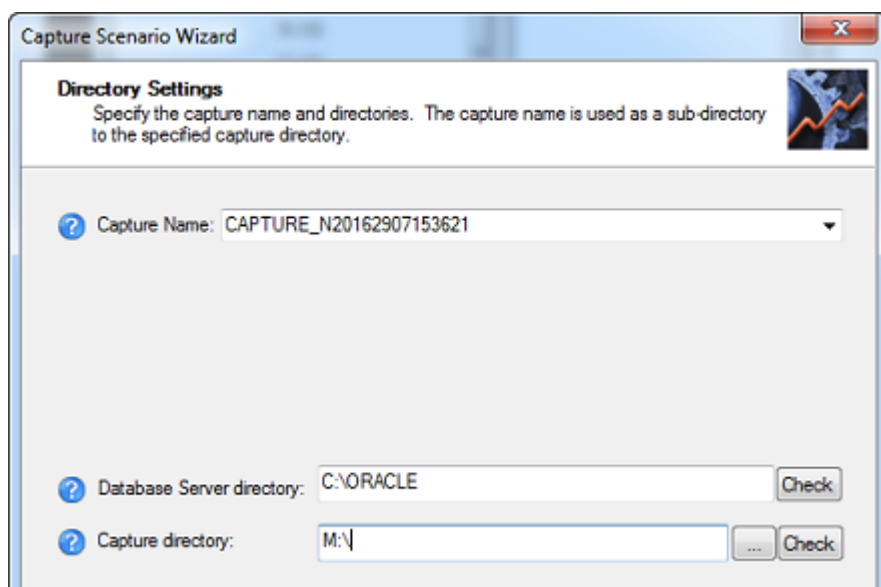 Capture Scenario Wizard
Directory Settings
Specify the capture name and directories. The capture name is used as a sub-directory
to the specified capture directory.
Capture Name: CAPTURE_N20162907153621
Database Server directory: C:\ORACLE Check
Capture directory: M:\ ... Check